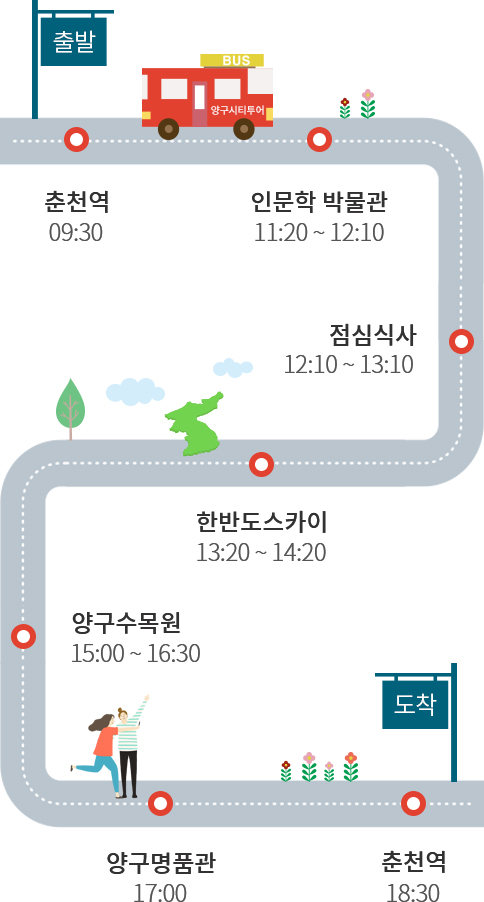 출발
BUS
양구시티투어
춘천역
09:30
인문학 박물관
11:20 ~ 12:10
점심식사
12:10 ~ 13:10
한반도스카이
13:20 ~ 14:20
양구수목원
15:00 ~ 16:30
도착
양구명품관
17:00
춘천역
18:30